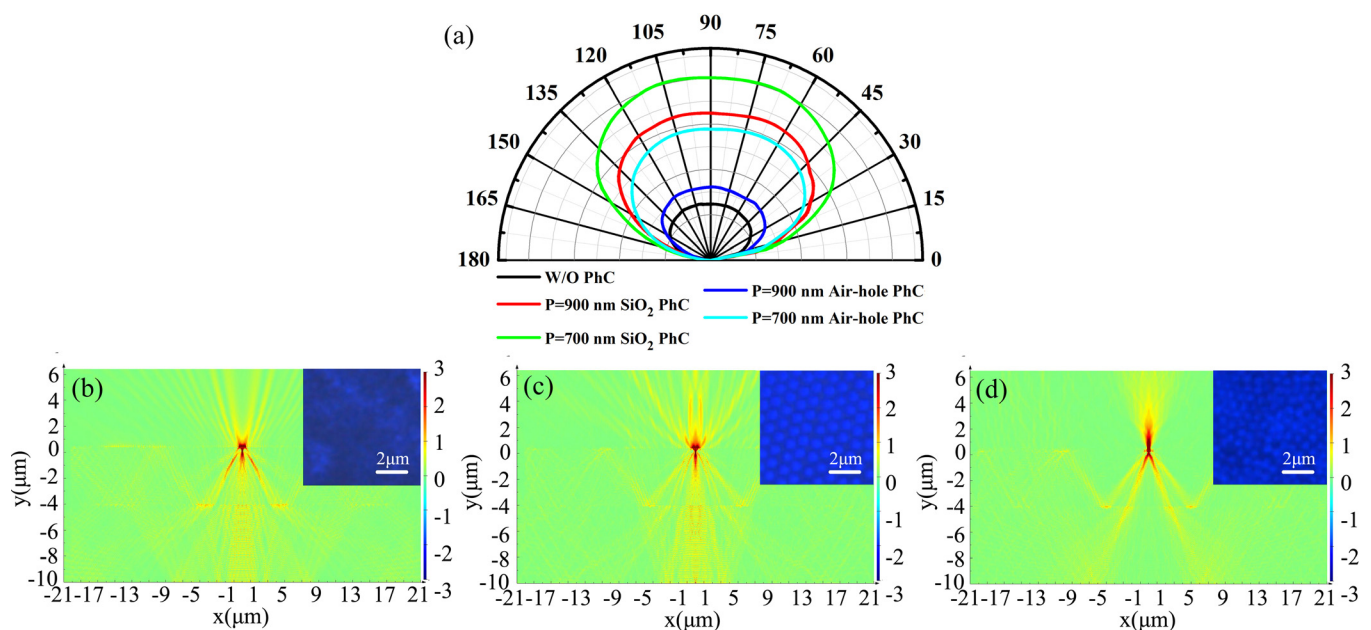 (a)
90
105
75
120
60
135
45
150
30
165
15
180
0
W/O PhC
P=900 nm SiO₂ PhC
P=700 nm SiO₂ PhC
P=900 nm Air-hole PhC
P=700 nm Air-hole PhC
(b)
y(μm)
6
4
2
0
-2
-4
-6
-8
-10
-21 -17 -13 -9 -5 -1 1 5 9 13 17 21
x(μm)
2μm
3
2
1
0
-1
-2
-3
(c)
y(μm)
6
4
2
0
-2
-4
-6
-8
-10
-21 -17 -13 -9 -5 -1 1 5 9 13 17 21
x(μm)
2μm
3
2
1
0
-1
-2
-3
(d)
y(μm)
6
4
2
0
-2
-4
-6
-8
-10
-21 -17 -13 -9 -5 -1 1 5 9 13 17 21
x(μm)
2μm
3
2
1
0
-1
-2
-3